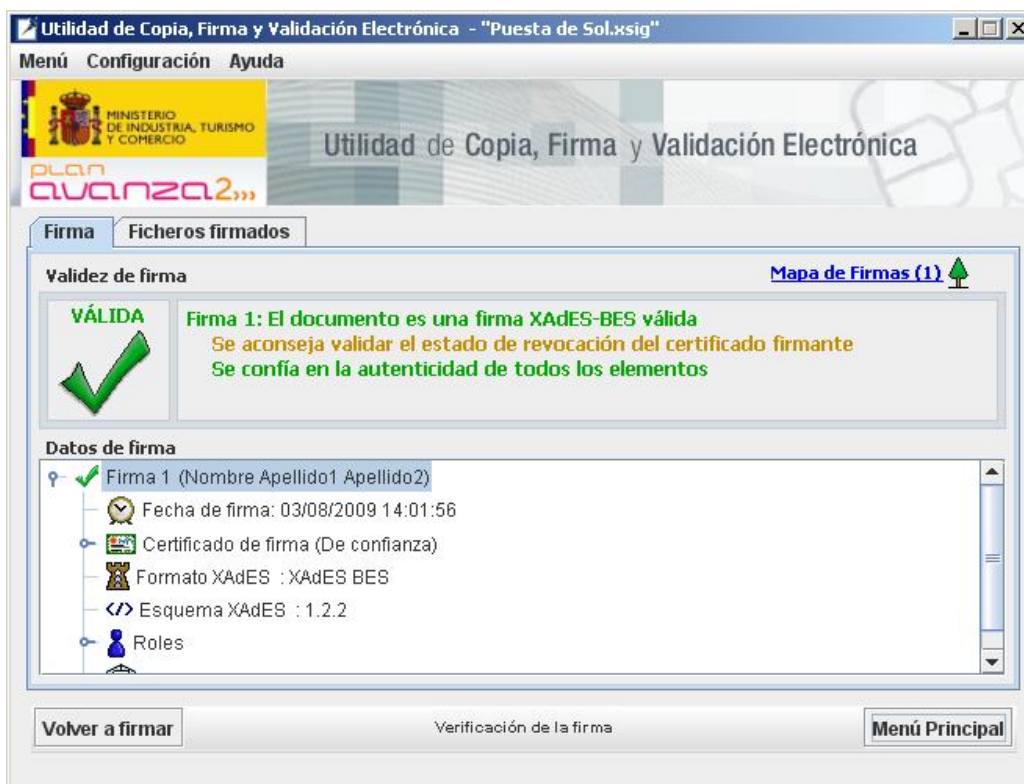 Utilidad de Copia, Firma y Validación Electrónica - "Puesta de Sol.xsig"
Menú Configuración Ayuda
MINISTERIO
DE INDUSTRIA, TURISMO
Y COMERCIO
PLAN
avanza2
Utilidad de Copia, Firma y Validación Electrónica
Firma Ficheros firmados
Validez de firma
Mapa de Firmas (1)
VÁLIDA
Firma 1: El documento es una firma XAdES-BES válida
Se aconseja validar el estado de revocación del certificado firmante
Se confía en la autenticidad de todos los elementos
Datos de firma
Firma 1 (Nombre Apellido1 Apellido2)
Fecha de firma: 03/08/2009 14:01:56
Certificado de firma (De confianza)
Formato XAdES : XAdES BES
Esquema XAdES : 1.2.2
Roles
Volver a firmar
Verificación de la firma
Menú Principal